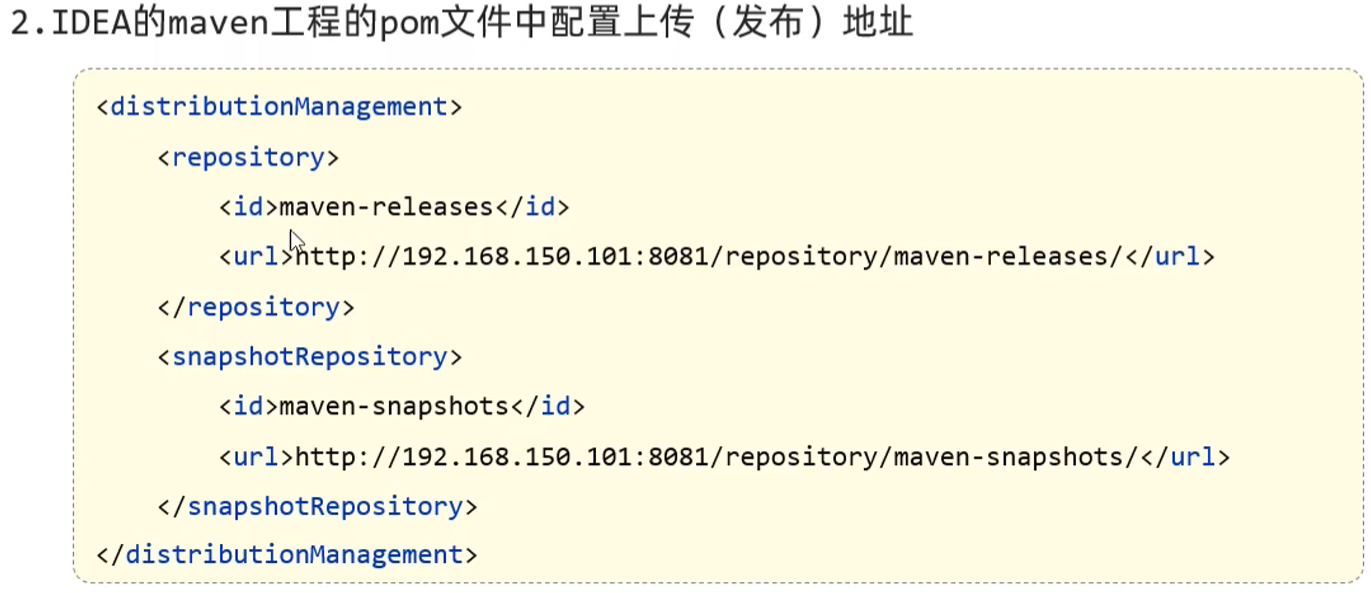 2.IDEA的maven工程的pom文件中配置上传（发布）地址
<distributionManagement>
<repository>
<id>maven-releases</id>
<url>http://192.168.150.101:8081/repository/maven-releases/</url>
</repository>
<snapshotRepository>
<id>maven-snapshots</id>
<url>http://192.168.150.101:8081/repository/maven-snapshots/</url>
</snapshotRepository>
</distributionManagement>